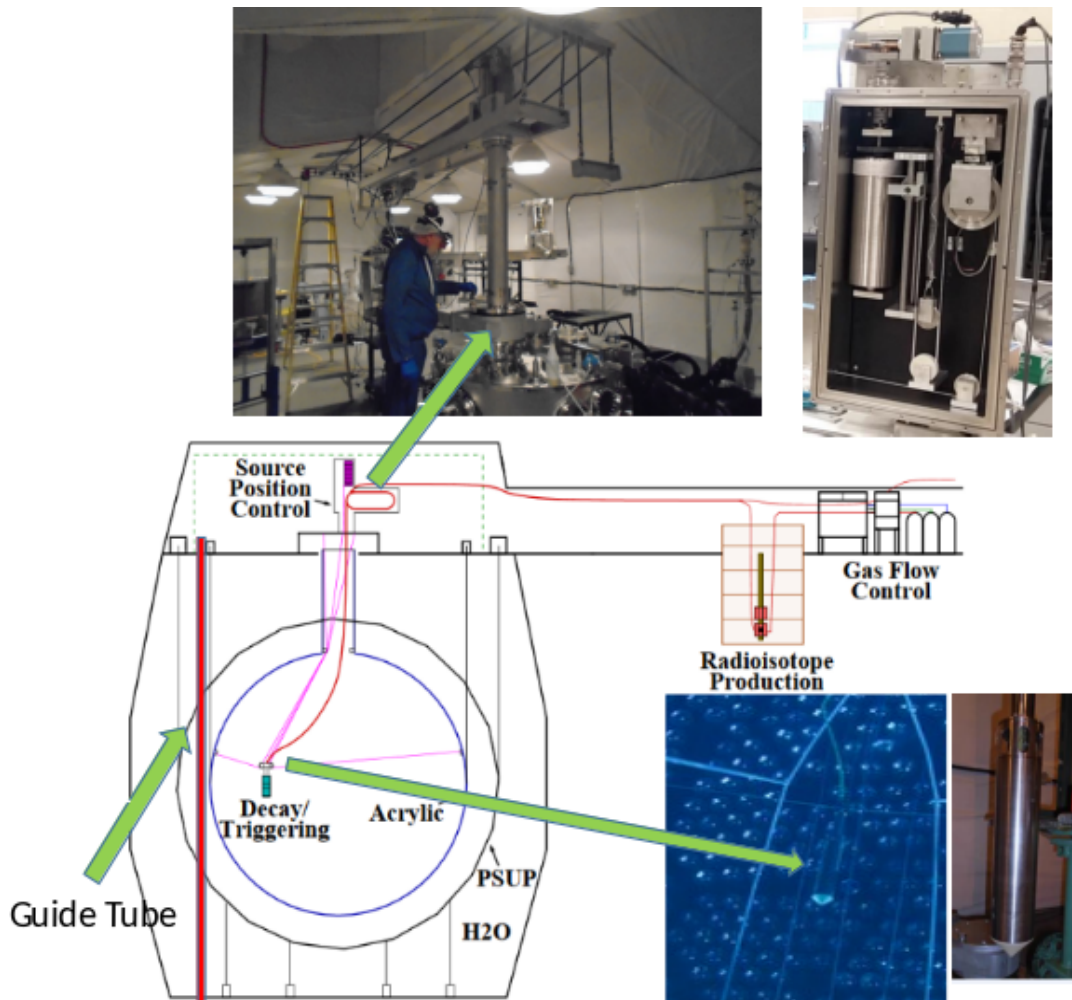 Source
Position
Control
Gas Flow
Control
Radioisotope
Production
Decay/
Triggering
Acrylic
PSUP
Guide Tube
H2O